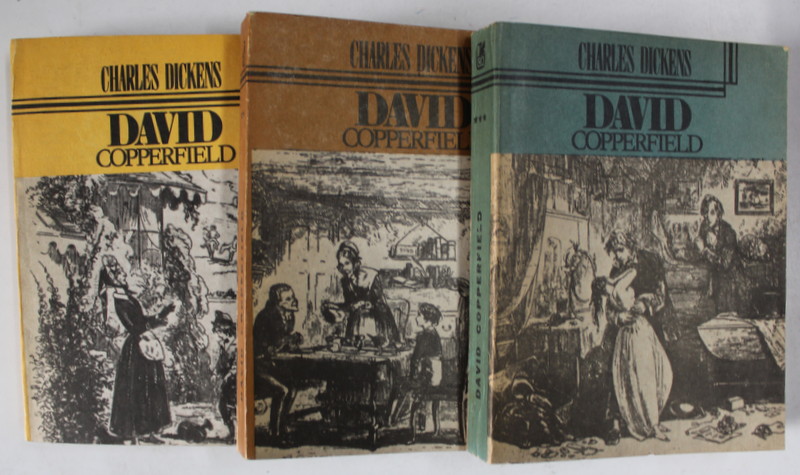 CHARLES DICKENS
DAVID
COPPERFIELD
CHARLES DICKENS
DAVID
COPPERFIELD
CHARLES DICKENS
DAVID
COPPERFIELD
DAVID COPPERFIELD